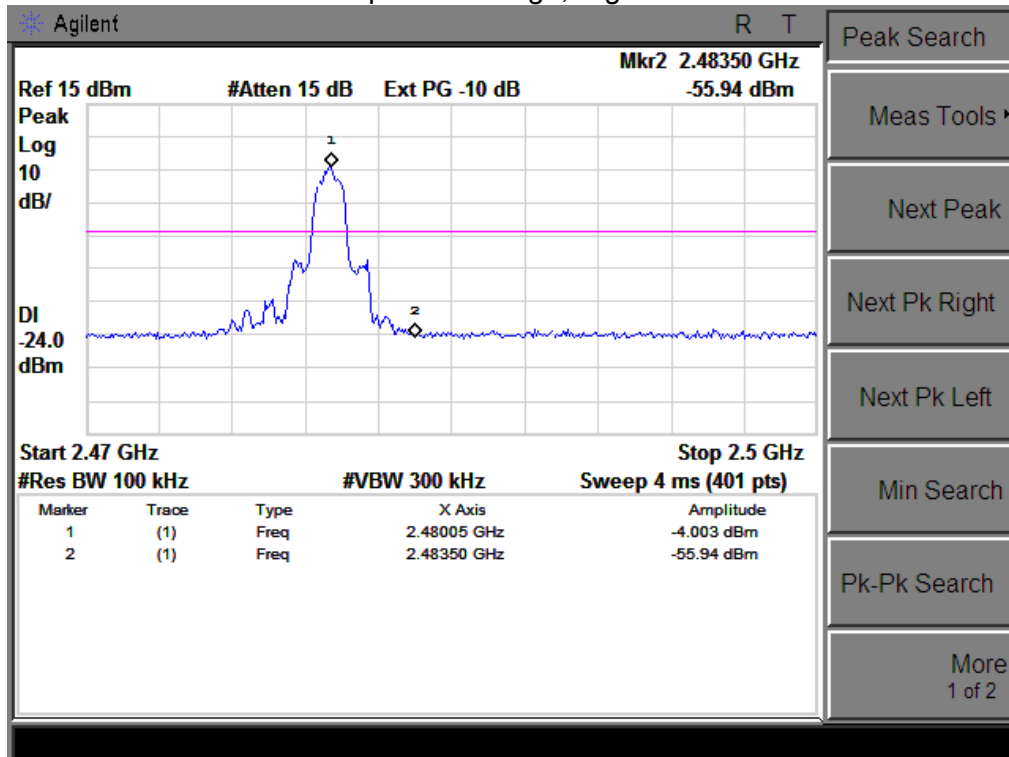 Agilent R T
Peak Search
Mkr2 2.48350 GHz
Ref 15 dBm #Atten 15 dB Ext PG -10 dB -55.94 dBm
Peak
Log
10
dB/
1
2
DI
-24.0
dBm
Start 2.47 GHz Stop 2.5 GHz
#Res BW 100 kHz #VBW 300 kHz Sweep 4 ms (401 pts)
Marker Trace Type X Axis Amplitude
1 (1) Freq 2.48005 GHz -4.003 dBm
2 (1) Freq 2.48350 GHz -55.94 dBm
Meas Tools
Next Peak
Next Pk Right
Next Pk Left
Min Search
Pk-Pk Search
More
1 of 2